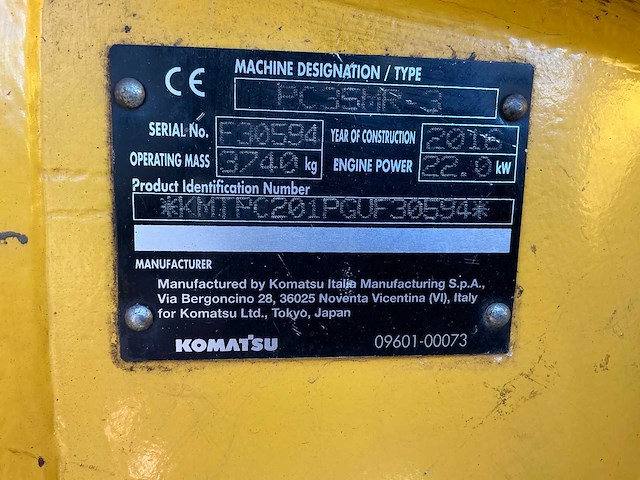 CE MACHINE DESIGNATION / TYPE
PC35MR-3
SERIAL No. F30594 YEAR OF CONSTRUCTION 2016
OPERATING MASS 3740 kg ENGINE POWER 22.0 kW
Product Identification Number
*KMTPC201PGUF30594*
MANUFACTURER
Manufactured by Komatsu Italia Manufacturing S.p.A.,
Via Bergoncino 28, 36025 Noventa Vicentina (VI), Italy
for Komatsu Ltd., Tokyo, Japan
KOMATSU 09601-00073